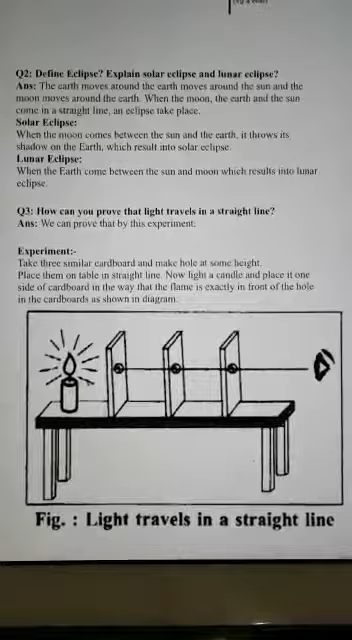 Q2: Define Eclipse? Explain solar eclipse and lunar eclipse?
Ans: The earth moves around the earth moves around the sun and the
moon moves around the earth. When the moon, the earth and the sun
come in a straight line, an eclipse take place.
Solar Eclipse:
When the moon comes between the sun and the earth, it throws its
shadow on the Earth, which result into solar eclipse.
Lunar Eclipse:
When the Earth come between the sun and moon which results into lunar
eclipse.
Q3: How can you prove that light travels in a straight line?
Ans: We can prove that by this experiment.
Experiment:-
Take three similar cardboard and make hole at some height.
Place them on table in straight line. Now light a candle and place it one
side of cardboard in the way that the flame is exactly in front of the hole
in the cardboards as shown in diagram.
Fig. : Light travels in a straight line